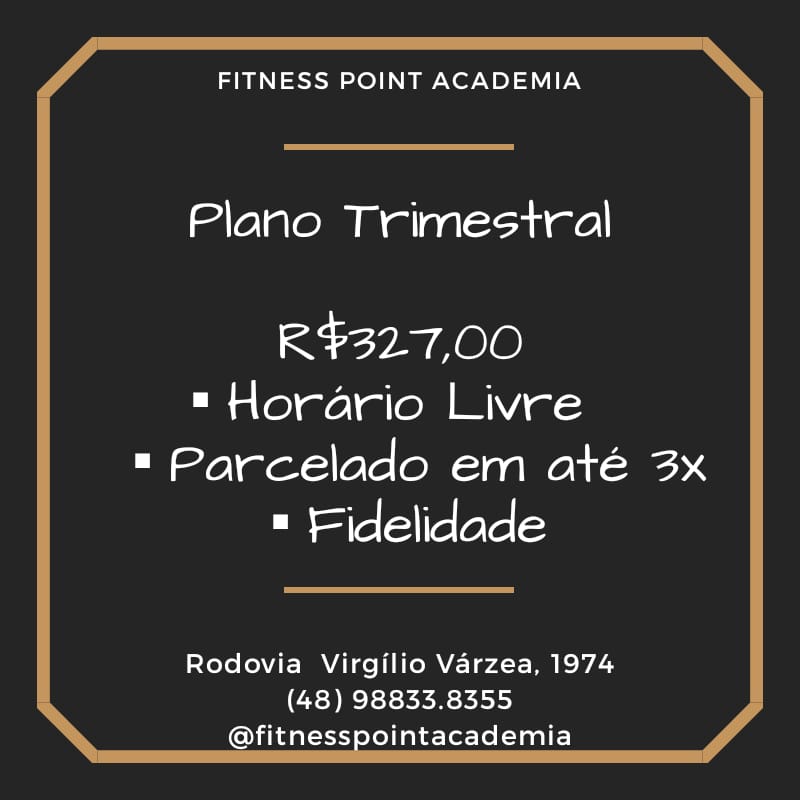 FITNESS POINT ACADEMIA
Plano Trimestral
R$327,00
▪ Horário Livre
▪ Parcelado em até 3x
▪ Fidelidade
Rodovia Virgílio Várzea, 1974
(48) 98833.8355
@fitnesspointacademia